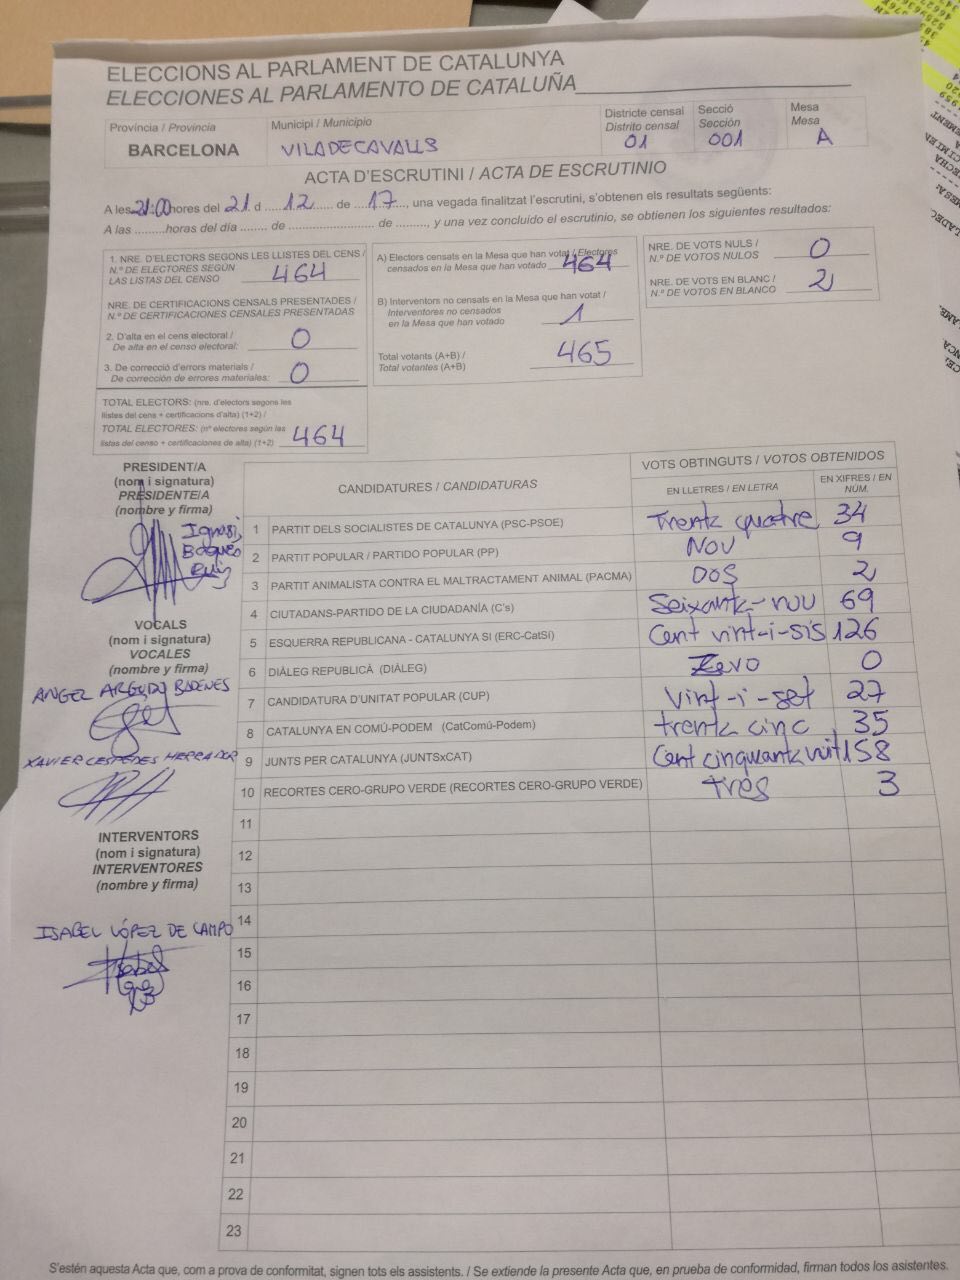 ELECCIONS AL PARLAMENT DE CATALUNYA
ELECCIONES AL PARLAMENTO DE CATALUÑA
Província / Provincia
BARCELONA
Municipi / Municipio
VILADECAVALLS
Districte censal
Distrito censal
01
Secció
Sección
001
Mesa
Mesa
A
ACTA D'ESCRUTINI / ACTA DE ESCRUTINIO
A les 21:00 hores del 21 d 12 de 17, una vegada finalitzat l'escrutini, s'obtenen els resultats següents:
A las .........horas del día ........ de ........................ de ........., y una vez concluido el escrutinio, se obtienen los siguientes resultados:
1. NRE. D'ELECTORS SEGONS LES LLISTES DEL CENS /
N.º DE ELECTORES SEGÚN
LAS LISTAS DEL CENSO 464
NRE. DE CERTIFICACIONS CENSALS PRESENTADES /
N.º DE CERTIFICACIONES CENSALES PRESENTADAS
2. D'alta en el cens electoral /
De alta en el censo electoral: 0
3. De correcció d'errors materials /
De corrección de errores materiales: 0
TOTAL ELECTORS: (nre. d'electors segons les
llistes del cens + certificacions d'alta) (1+2) /
TOTAL ELECTORES: (nº electores según las
listas del censo + certificaciones de alta) (1+2) 464
A) Electors censats en la Mesa que han votat / Electores
censados en la Mesa que han votado 464
B) Interventors no censats en la Mesa que han votat /
Interventores no censados
en la Mesa que han votado 1
Total votants (A+B) /
Total votantes (A+B) 465
NRE. DE VOTS NULS /
N.º DE VOTOS NULOS 0
NRE. DE VOTS EN BLANC /
N.º DE VOTOS EN BLANCO 2
PRESIDENT/A
(nom i signatura)
PRESIDENTE/A
(nombre y firma)
Ignasi
VOCALS
(nom i signatura)
VOCALES
(nombre y firma)
ANGEL ARGUDO BADENES
XAVIER CESPEDES HERRADOR
INTERVENTORS
(nom i signatura)
INTERVENTORES
(nombre y firma)
ISABEL LÓPEZ DE CAMPO
CANDIDATURES / CANDIDATURAS
VOTS OBTINGUTS / VOTOS OBTENIDOS
EN LLETRES / EN LETRA
EN XIFRES / EN
NÚM.
1 PARTIT DELS SOCIALISTES DE CATALUNYA (PSC-PSOE) Trenta quatre 34
2 PARTIT POPULAR / PARTIDO POPULAR (PP) NOU 9
3 PARTIT ANIMALISTA CONTRA EL MALTRACTAMENT ANIMAL (PACMA) DOS 2
4 CIUTADANS-PARTIDO DE LA CIUDADANÍA (C's) Seixanta-nou 69
5 ESQUERRA REPUBLICANA - CATALUNYA SI (ERC-CatSí) Cent vint-i-sis 126
6 DIÀLEG REPUBLICÀ (DIÀLEG) Zero 0
7 CANDIDATURA D'UNITAT POPULAR (CUP) Vint-i-set 27
8 CATALUNYA EN COMÚ-PODEM (CatComú-Podem) trenta cinc 35
9 JUNTS PER CATALUNYA (JUNTSxCAT) Cent cinquanta vuit 158
10 RECORTES CERO-GRUPO VERDE (RECORTES CERO-GRUPO VERDE) tres 3
11
12
13
14
15
16
17
18
19
20
21
22
23
S'estén aquesta Acta que, com a prova de conformitat, signen tots els assistents. / Se extiende la presente Acta que, en prueba de conformidad, firman todos los asistentes.